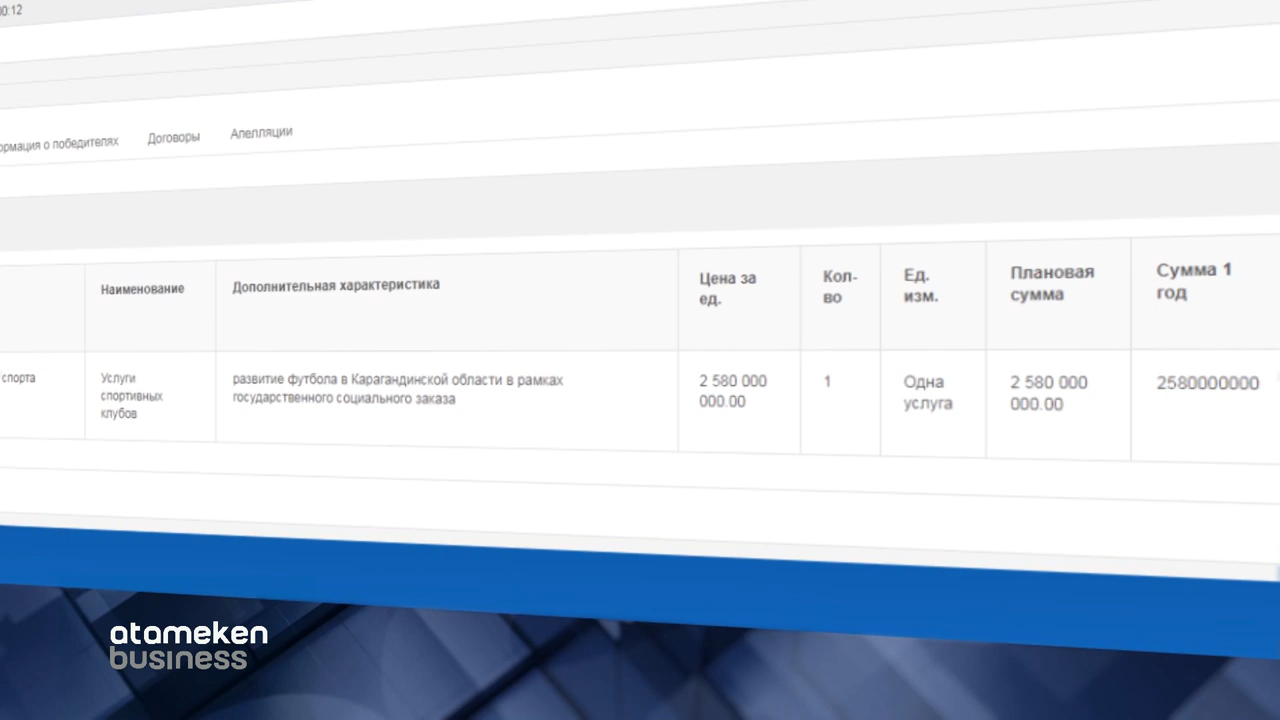 00:12
ормация о победителях Договоры Апелляции
Наименование Дополнительная характеристика Цена за ед. Кол-во Ед. изм. Плановая сумма Сумма 1 год
спорта
Услуги
спортивных
клубов
развитие футбола в Карагандинской области в рамках
государственного социального заказа
2 580 000
000.00
1
Одна
услуга
2 580 000
000.00
2580000000
atameken
business